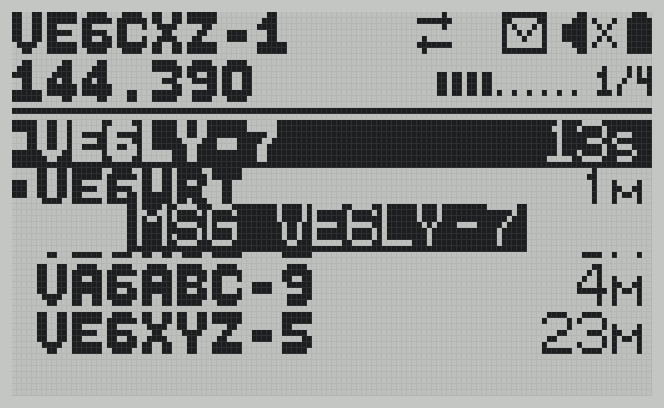 VE6CXZ-1
144.390 1/4
VE6LY-7 13s
1M
MSG VE6LY-7
VA6ABC-9 4M
VE6XYZ-5 23M